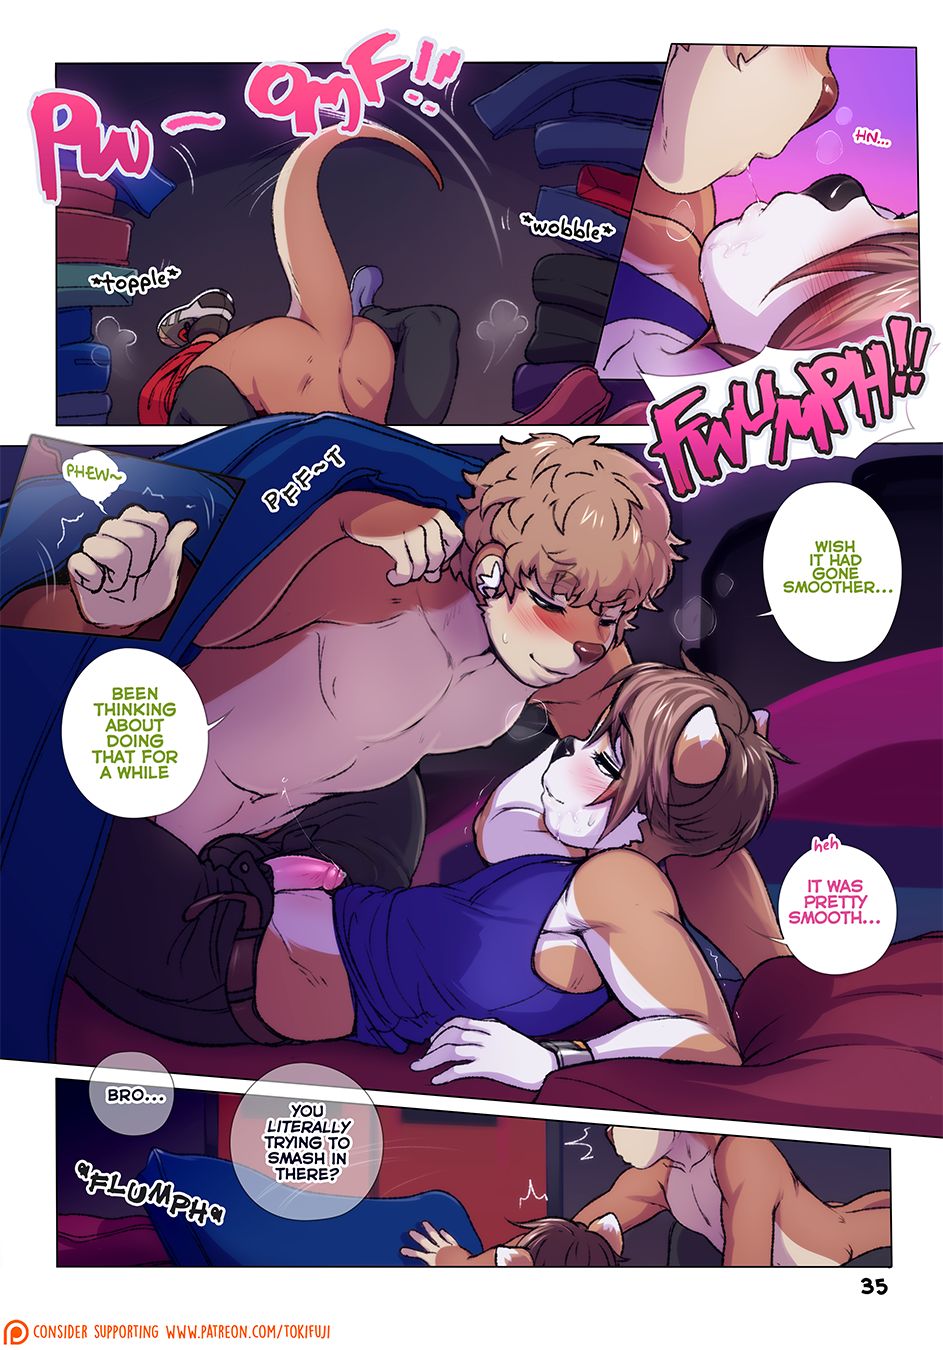 PW~OMF!!
*topple*
*wobble*
HN...
FWUMPH!!
PHEW~
PFF~T
WISH
IT HAD
GONE
SMOOTHER...
BEEN
THINKING
ABOUT
DOING
THAT FOR
A WHILE
heh
IT WAS
PRETTY
SMOOTH...
BRO...
YOU
LITERALLY
TRYING TO
SMASH IN
THERE?
*FLUMPH*
35
CONSIDER SUPPORTING WWW.PATREON.COM/TOKIFUJI